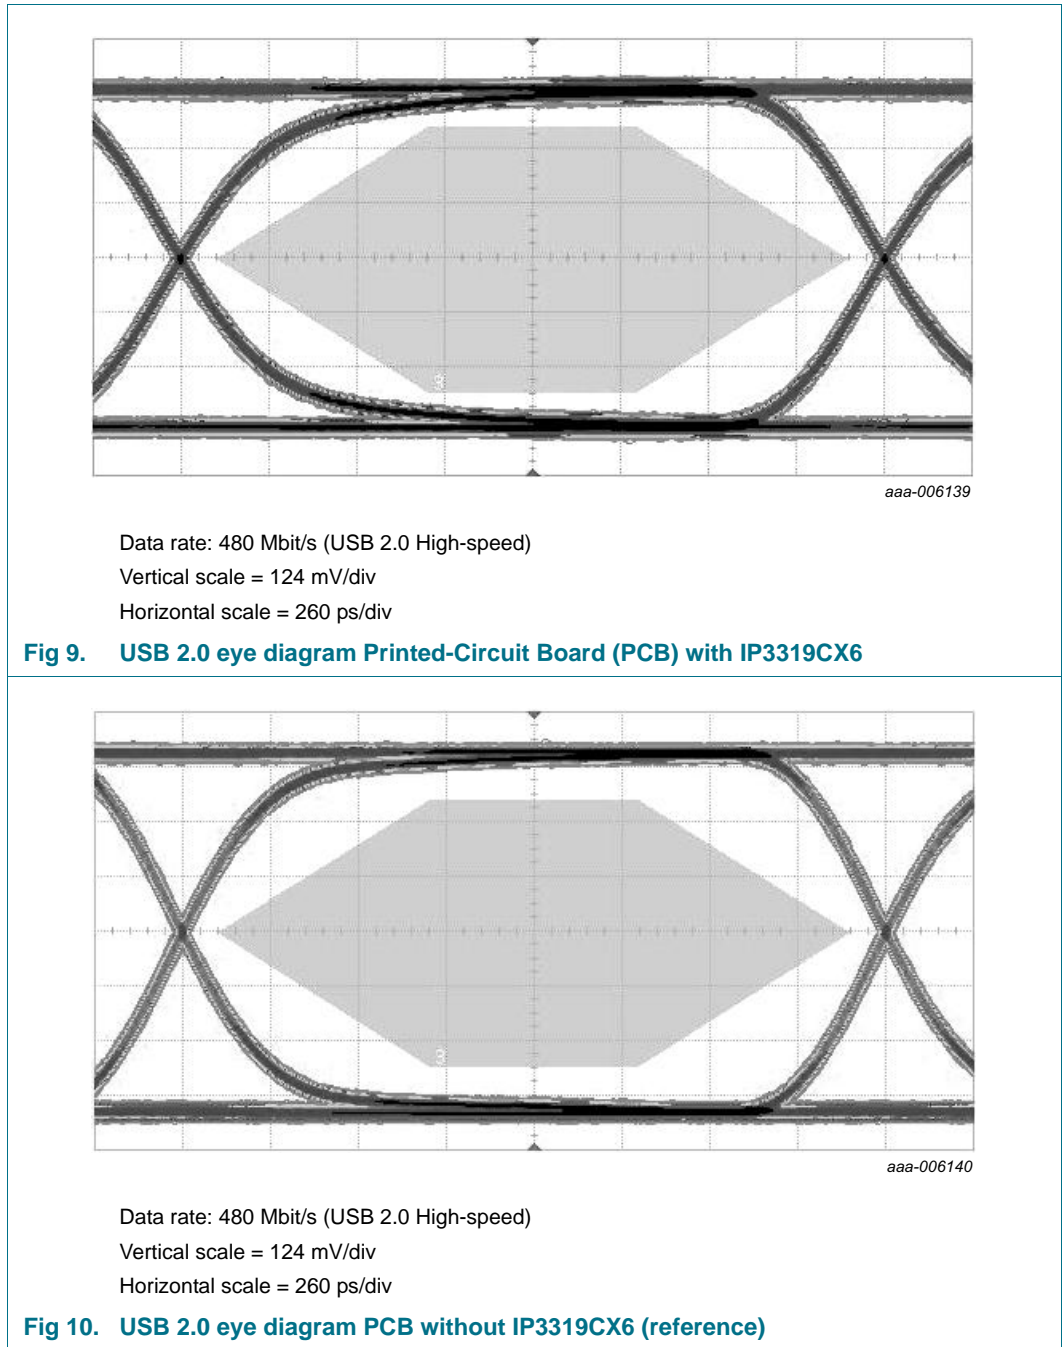 aaa-006139
Data rate: 480 Mbit/s (USB 2.0 High-speed)
Vertical scale = 124 mV/div
Horizontal scale = 260 ps/div
Fig 9. USB 2.0 eye diagram Printed-Circuit Board (PCB) with IP3319CX6
aaa-006140
Data rate: 480 Mbit/s (USB 2.0 High-speed)
Vertical scale = 124 mV/div
Horizontal scale = 260 ps/div
Fig 10. USB 2.0 eye diagram PCB without IP3319CX6 (reference)